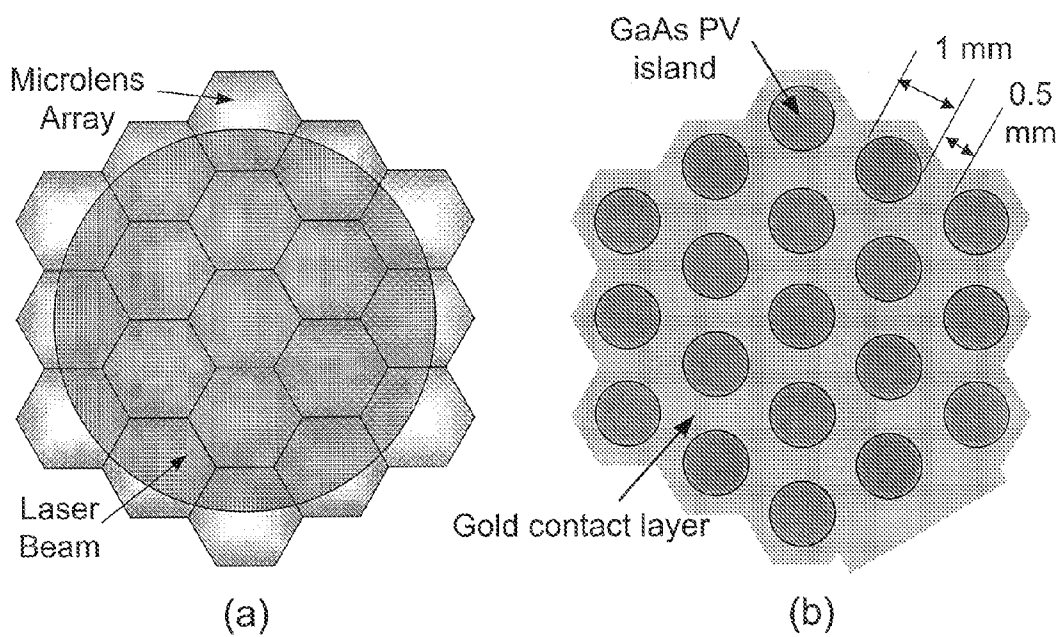 Microlens
Array
Laser
Beam
(a)
GaAs PV
island
1 mm
0.5
mm
Gold contact layer
(b)